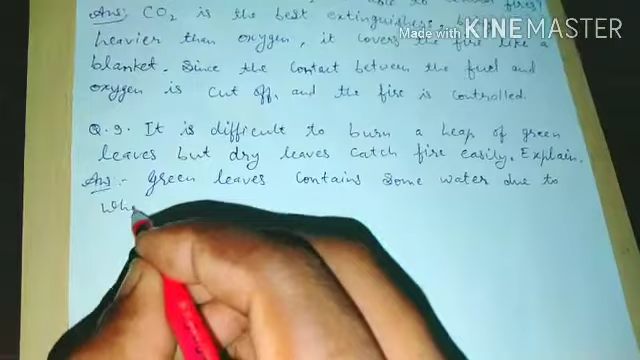 fires?
Ans: CO2 is the best extinguisher.
heavier than oxygen, it covers the fire like a
blanket. Since the contact between the fuel and
oxygen is cut off, and the fire is controlled
Q.9. It is difficult to burn a heap of green
leaves but dry leaves catch fire easily. Explain.
Ans:- Green leaves contains some water due to
whe
Made with KINEMASTER